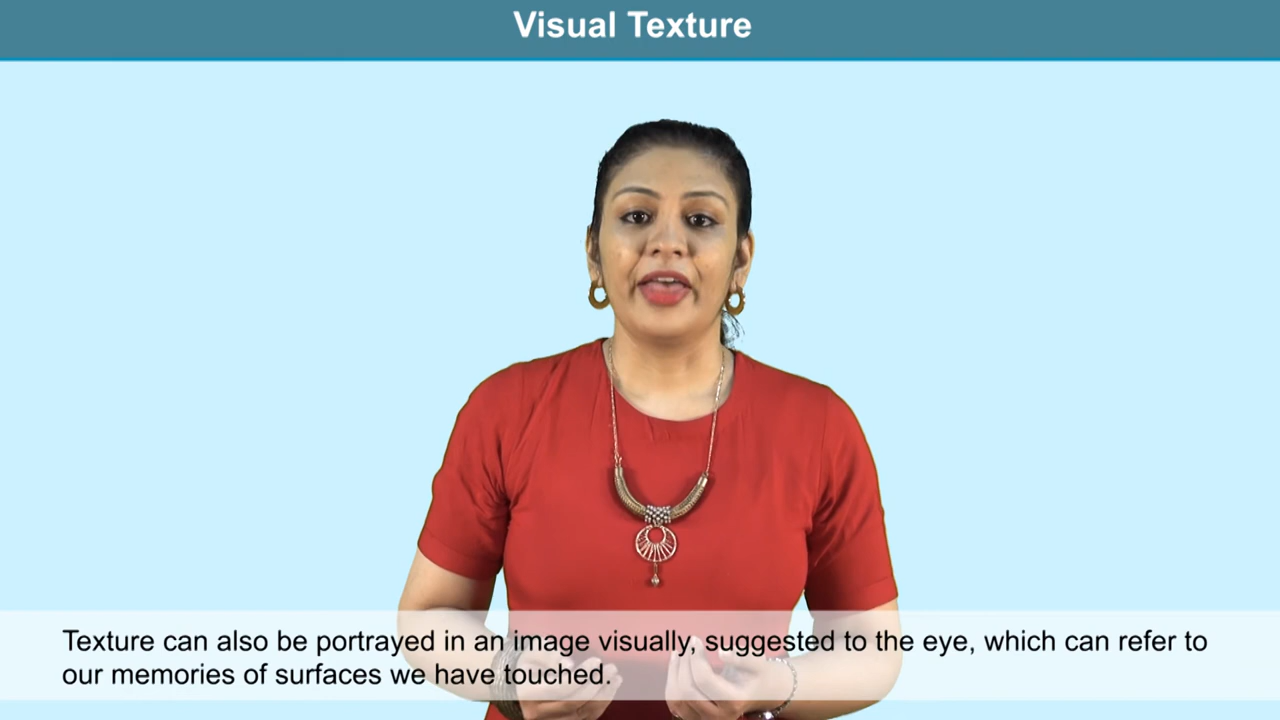 Visual Texture
Texture can also be portrayed in an image visually, suggested to the eye, which can refer to
our memories of surfaces we have touched.